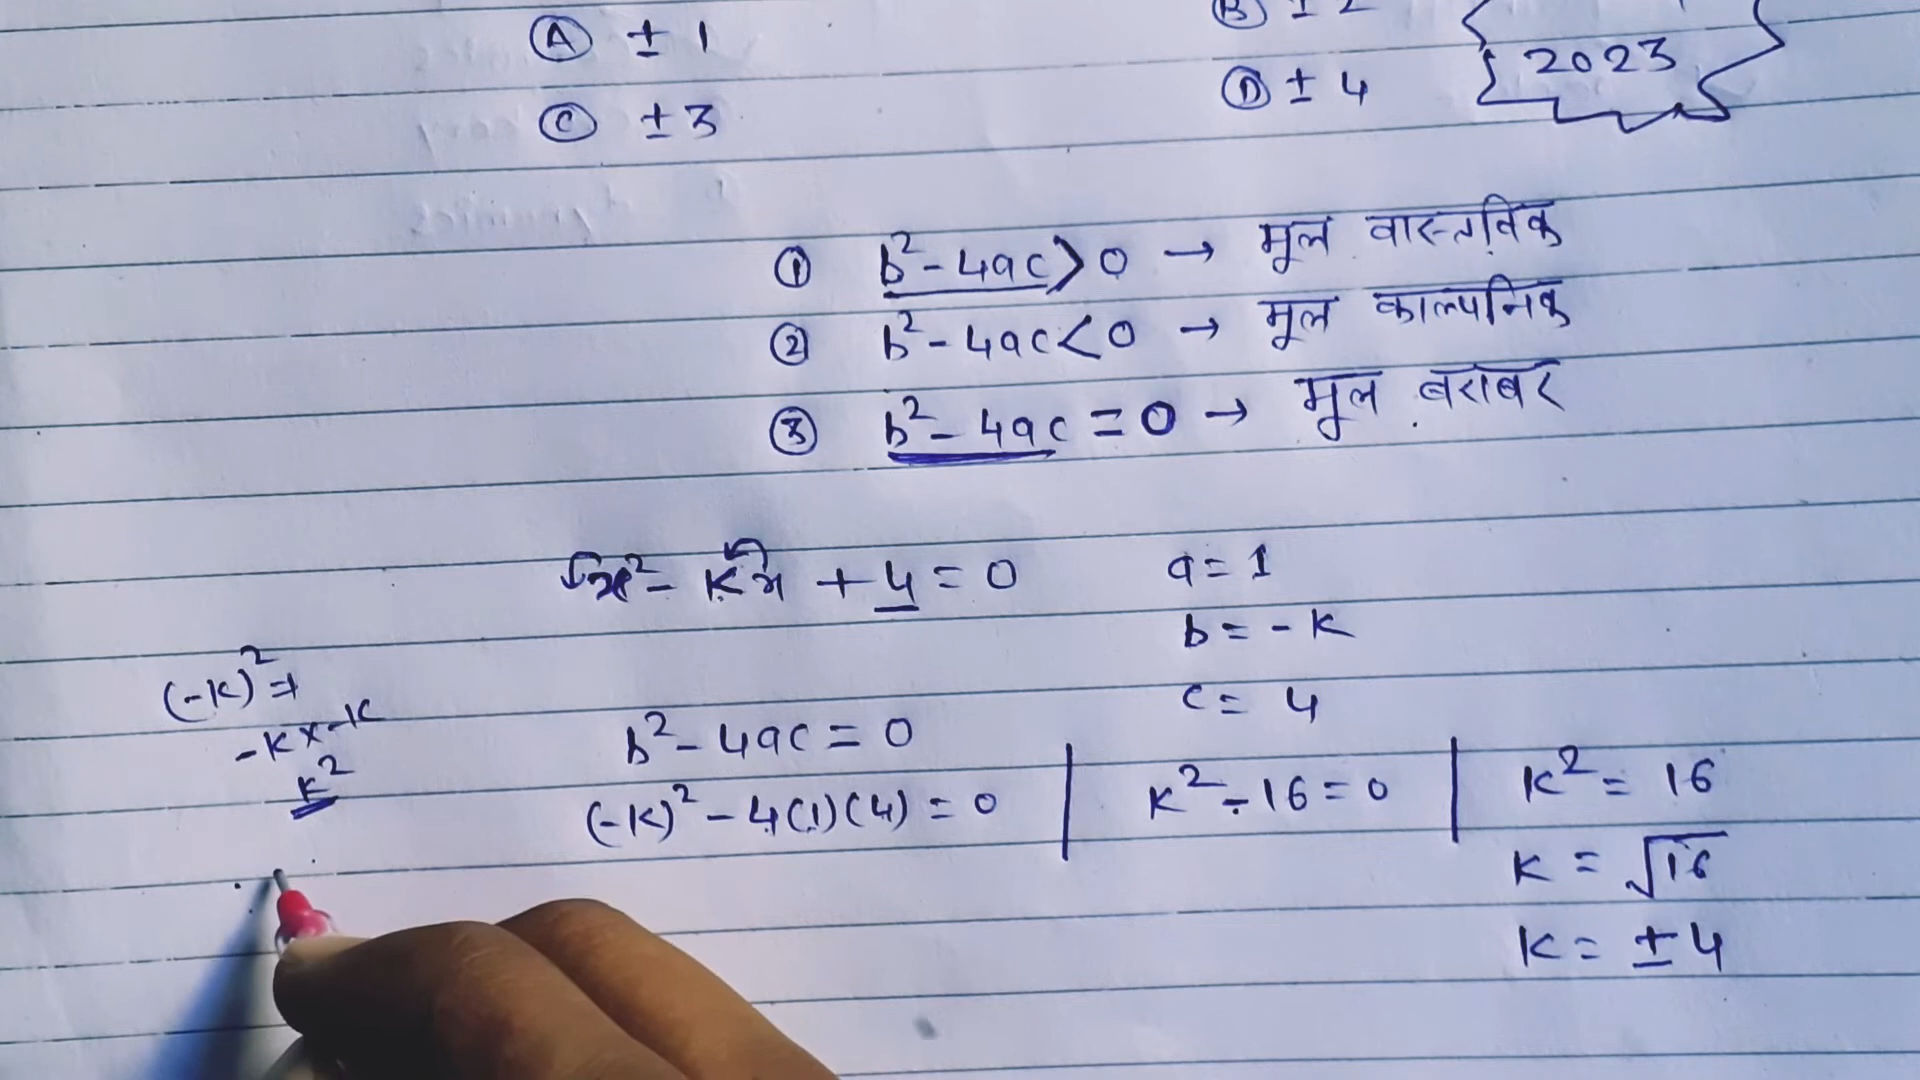 Ⓐ ± 1
Ⓑ ± 2
Ⓒ ± 3
Ⓓ ± 4
2023
① b² - 4ac > 0 → मूल वास्तविक
② b² - 4ac < 0 → मूल काल्पनिक
③ b² - 4ac = 0 → मूल बराबर
x² - Kx + 4 = 0
a = 1
b = - K
c = 4
(-K)² =
-K x -K
K²
b² - 4ac = 0
(-K)² - 4(1)(4) = 0
K² - 16 = 0
K² = 16
K = √16
K = ± 4